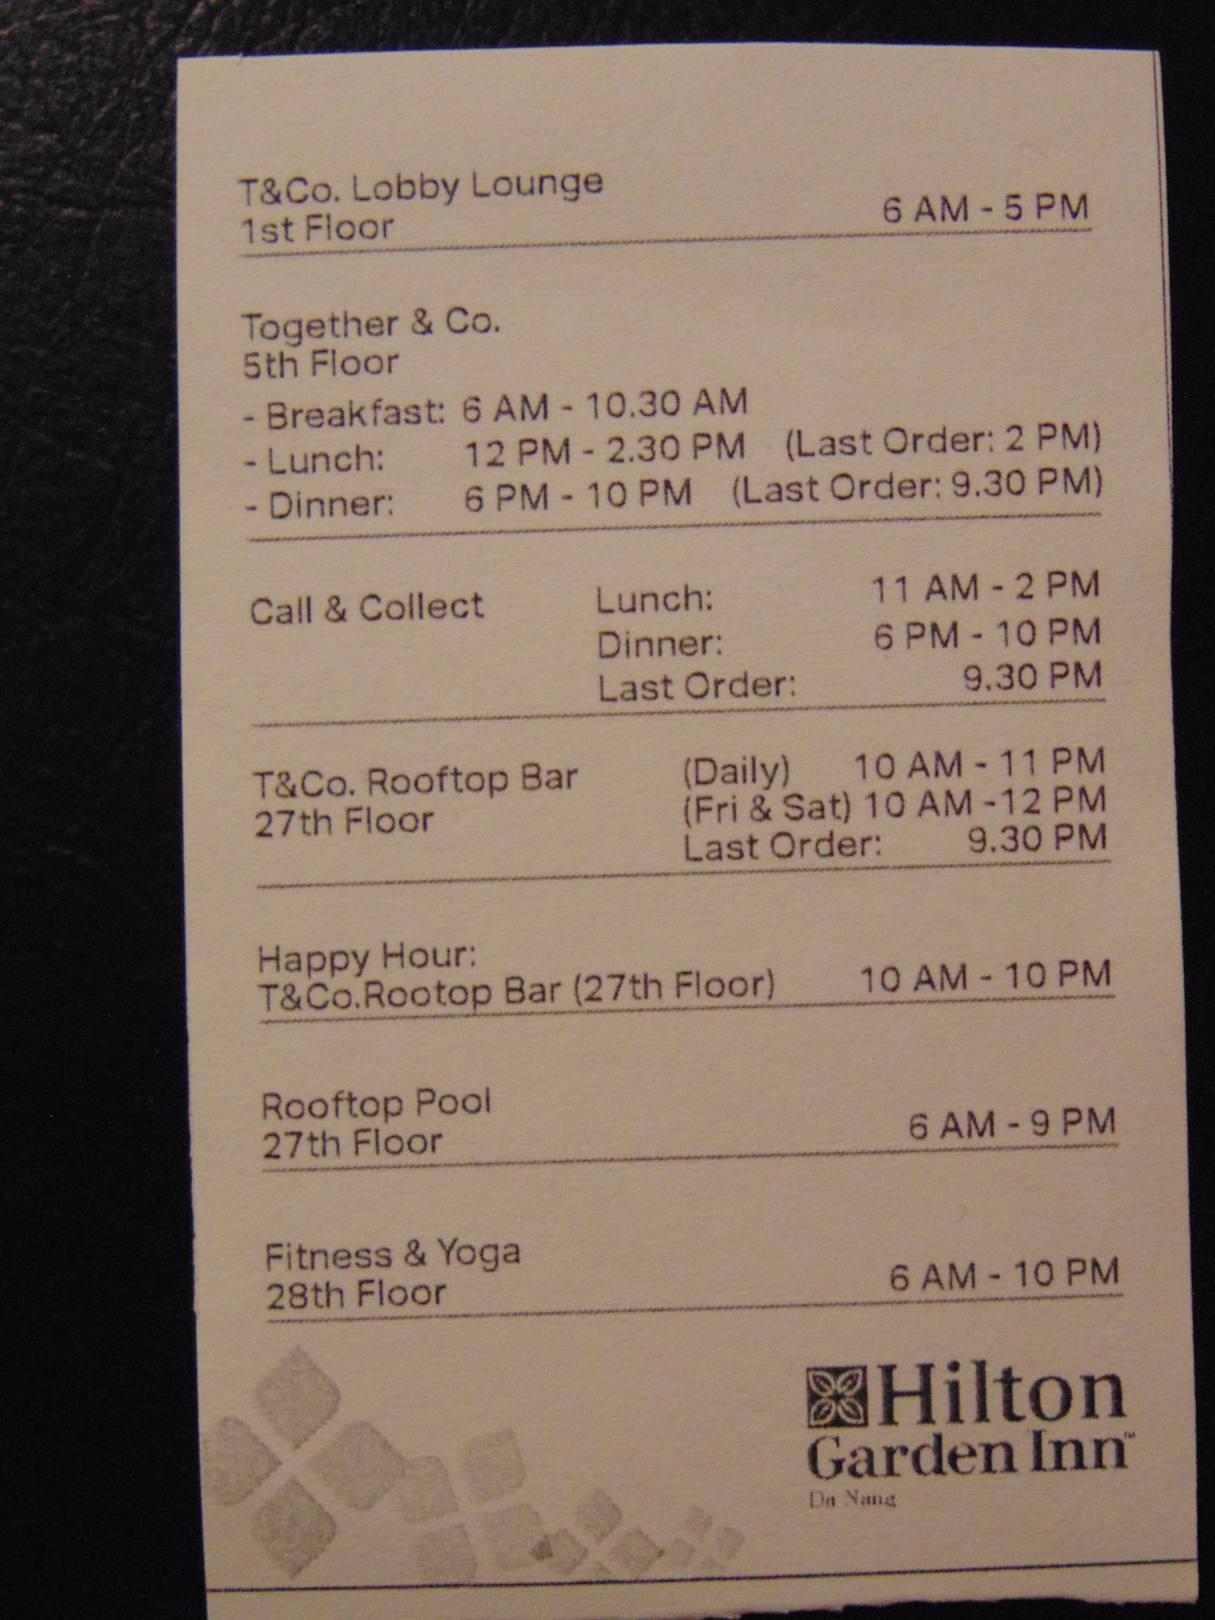 T&Co. Lobby Lounge
1st Floor 6 AM - 5 PM
Together & Co.
5th Floor
- Breakfast: 6 AM - 10.30 AM
- Lunch: 12 PM - 2.30 PM (Last Order: 2 PM)
- Dinner: 6 PM - 10 PM (Last Order: 9.30 PM)
Call & Collect Lunch: 11 AM - 2 PM
Dinner: 6 PM - 10 PM
Last Order: 9.30 PM
T&Co. Rooftop Bar (Daily) 10 AM - 11 PM
27th Floor (Fri & Sat) 10 AM -12 PM
Last Order: 9.30 PM
Happy Hour:
T&Co.Rootop Bar (27th Floor) 10 AM - 10 PM
Rooftop Pool
27th Floor 6 AM - 9 PM
Fitness & Yoga
28th Floor 6 AM - 10 PM
Hilton
Garden Inn™
Da Nang